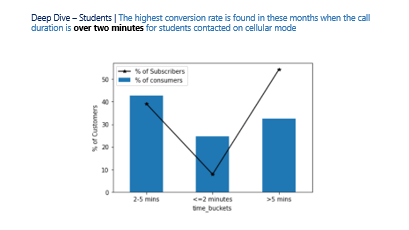 Deep Dive – Students | The highest conversion rate is found in these months when the call
duration is over two minutes for students contacted on cellular mode
% of Subscribers
% of consumers
% of Customers
50
40
30
20
10
0
2-5 mins
<=2 minutes
>5 mins
time_buckets